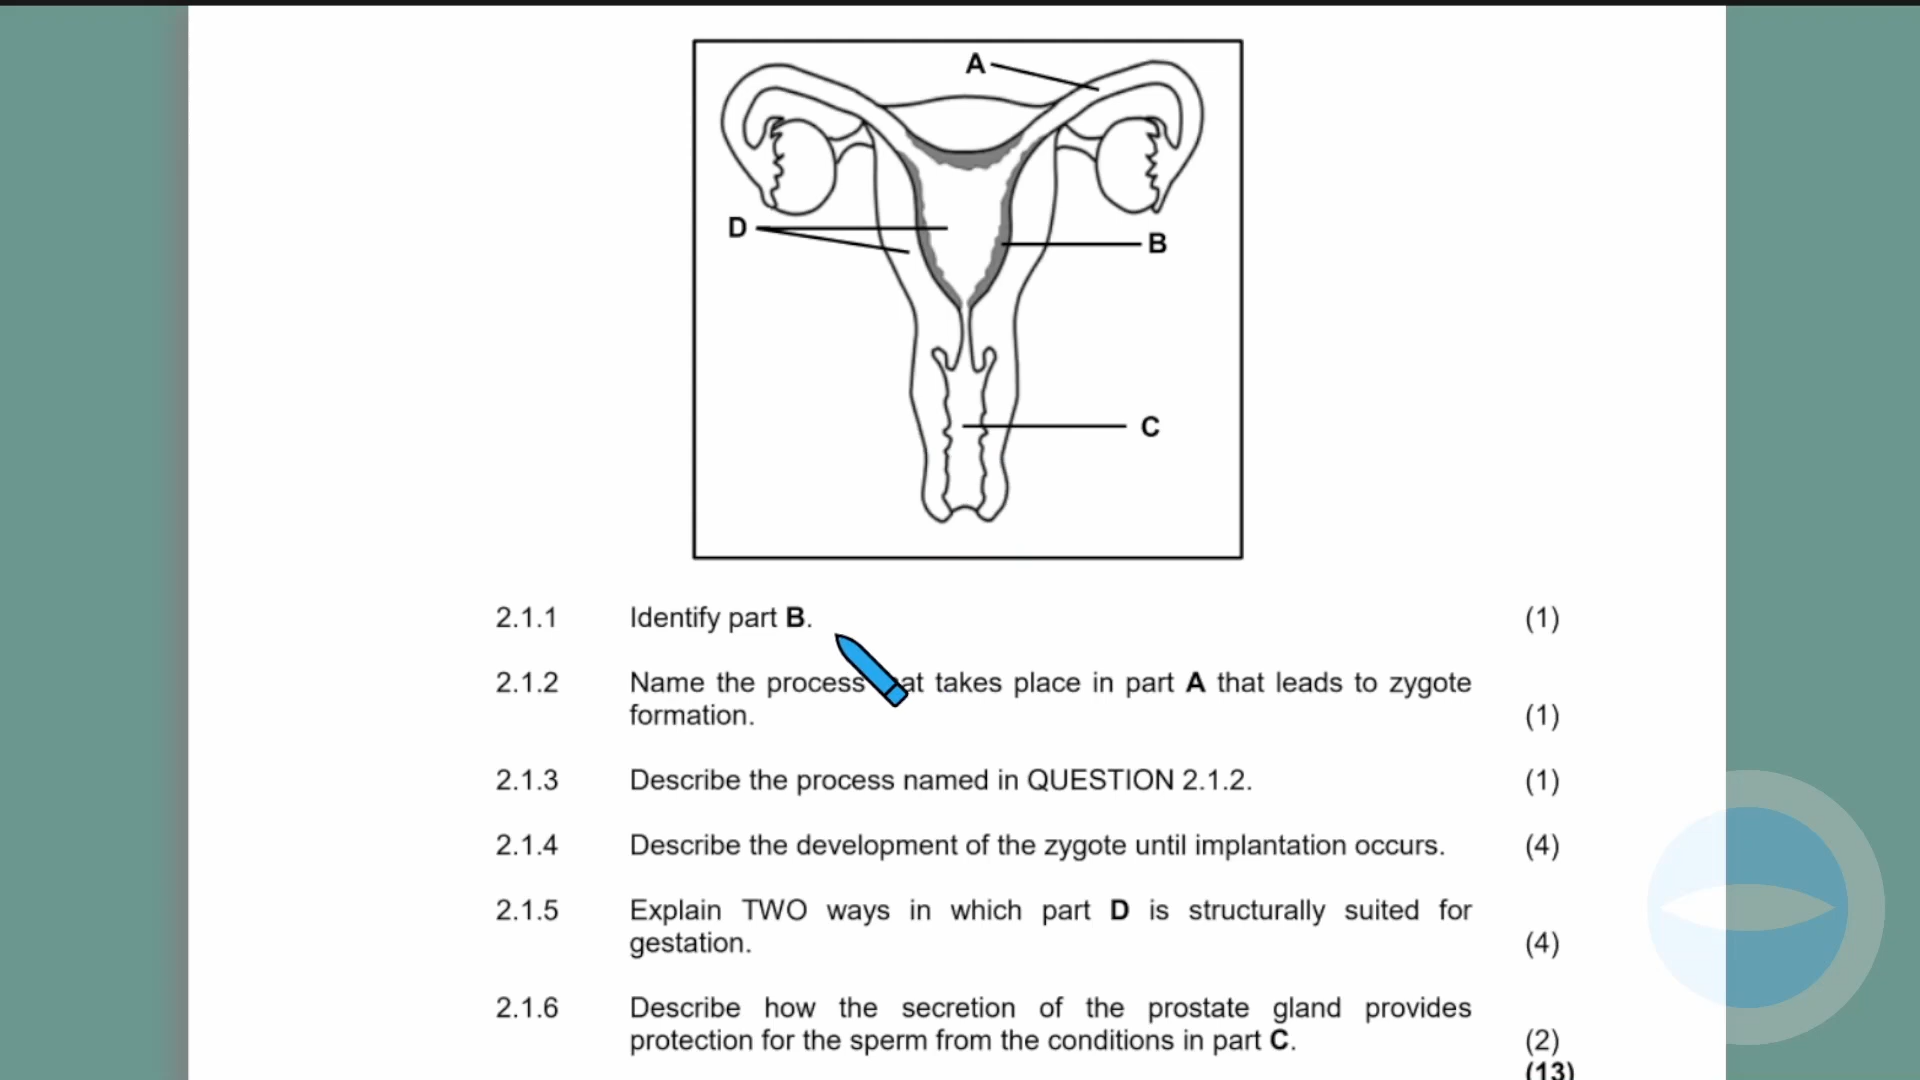 A
D
B
C
2.1.1 Identify part B. (1)
2.1.2 Name the process at takes place in part A that leads to zygote
formation. (1)
2.1.3 Describe the process named in QUESTION 2.1.2. (1)
2.1.4 Describe the development of the zygote until implantation occurs. (4)
2.1.5 Explain TWO ways in which part D is structurally suited for
gestation. (4)
2.1.6 Describe how the secretion of the prostate gland provides
protection for the sperm from the conditions in part C. (2)
(13)